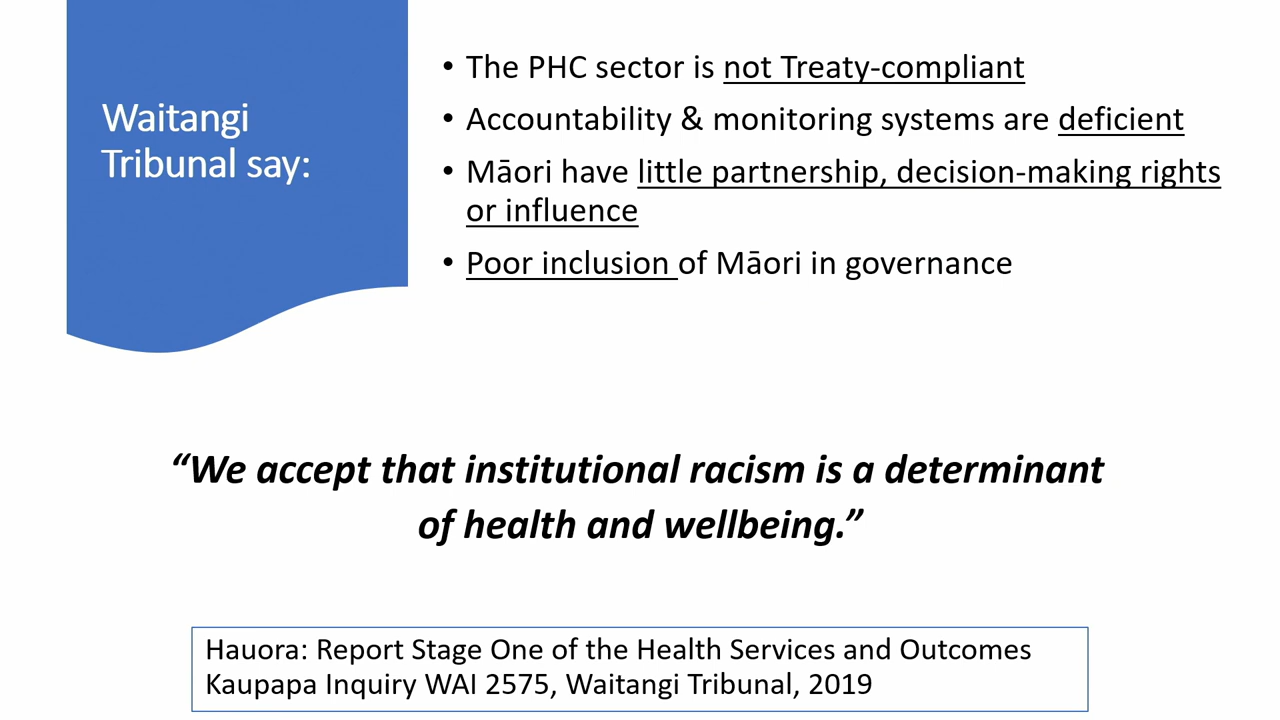 Waitangi
Tribunal say:
• The PHC sector is not Treaty-compliant
• Accountability & monitoring systems are deficient
• Māori have little partnership, decision-making rights
or influence
• Poor inclusion of Māori in governance
“We accept that institutional racism is a determinant
of health and wellbeing.”
Hauora: Report Stage One of the Health Services and Outcomes
Kaupapa Inquiry WAI 2575, Waitangi Tribunal, 2019